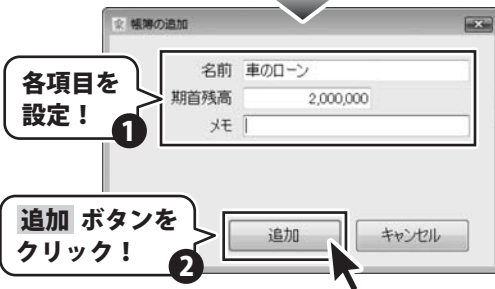 帳簿の追加
各項目を
設定！
❶
名前 車のローン
期首残高 2,000,000
メモ
追加 ボタンを
クリック！
❷
追加 キャンセル